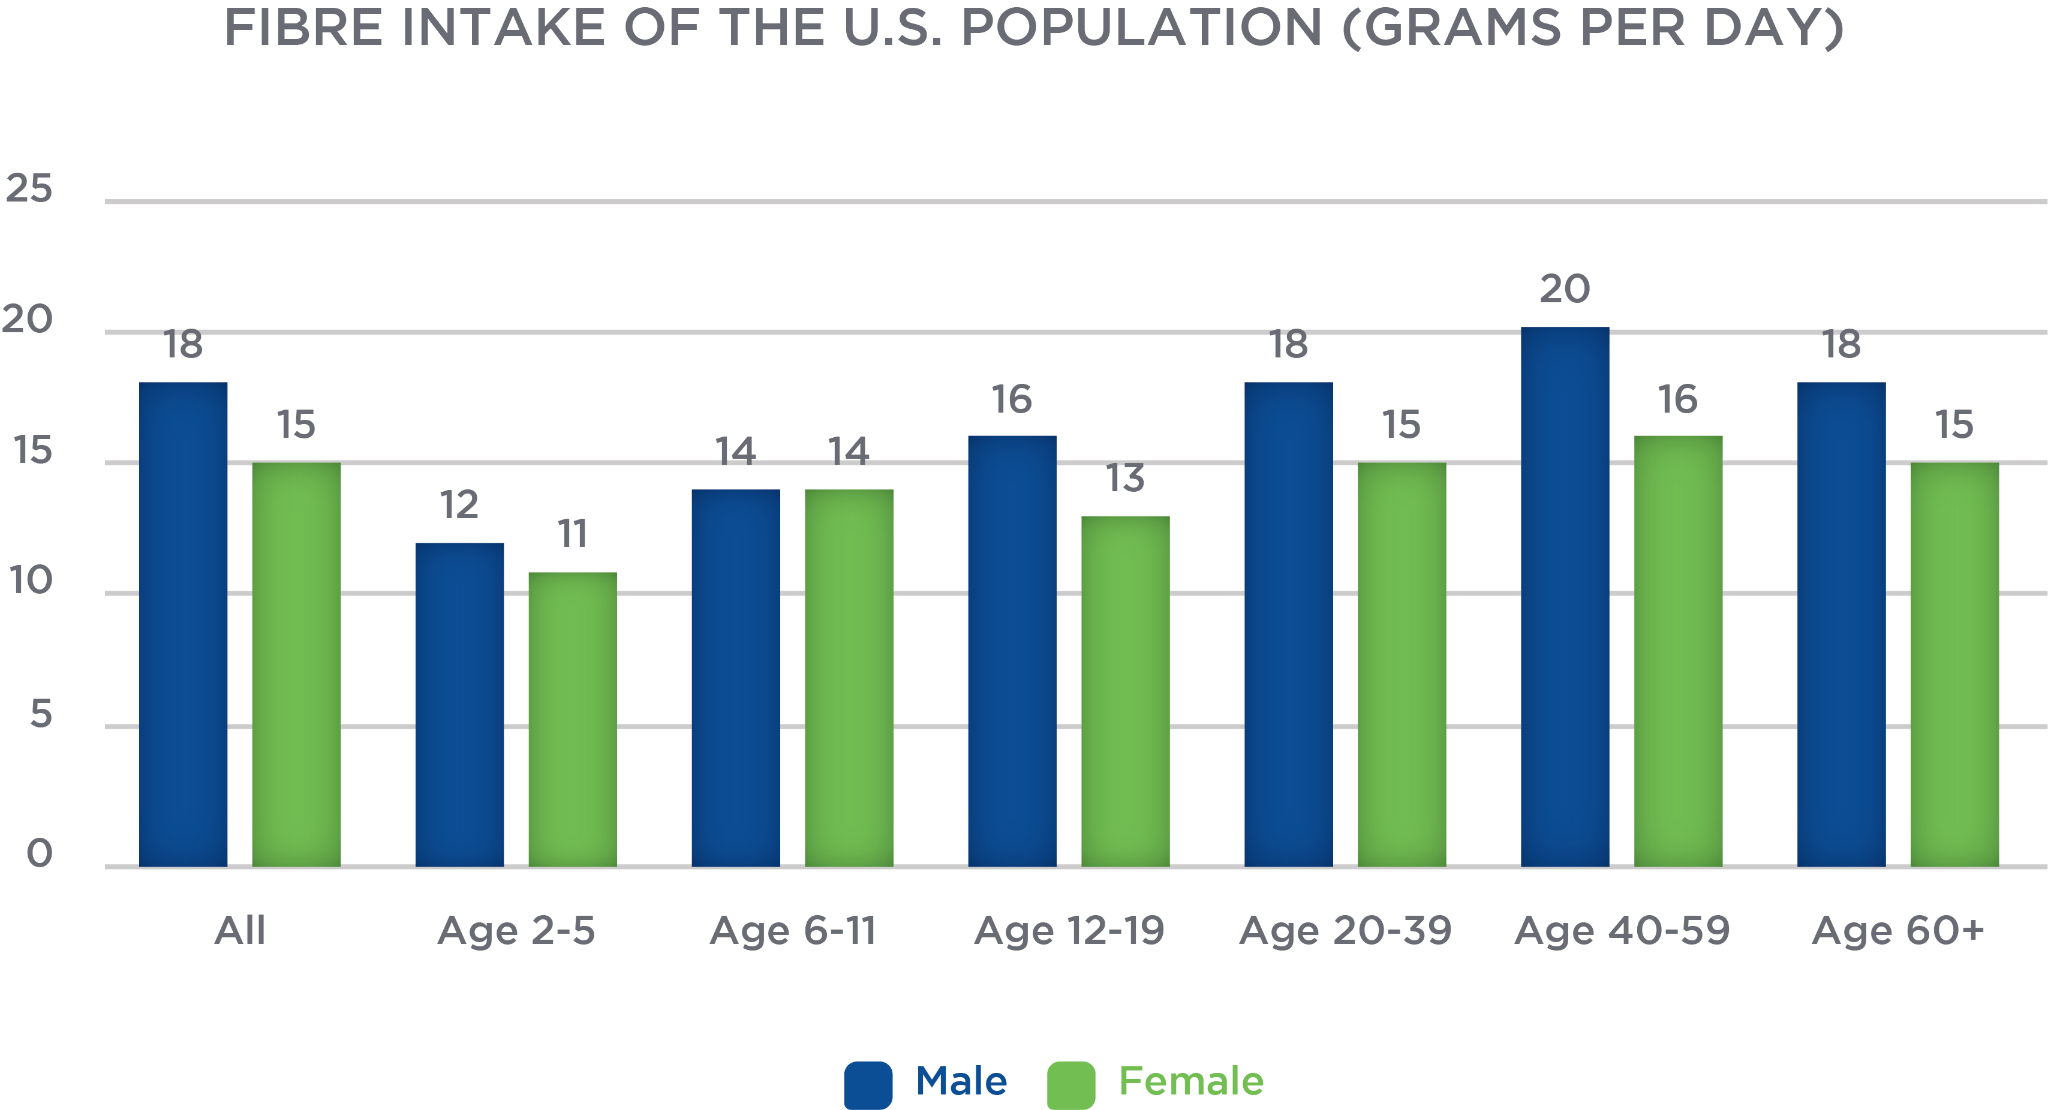 FIBRE INTAKE OF THE U.S. POPULATION (GRAMS PER DAY)
25
20
15
10
5
0
18 15 12 11 14 14 16 13 18 15 20 16 18 15
All Age 2-5 Age 6-11 Age 12-19 Age 20-39 Age 40-59 Age 60+
Male Female